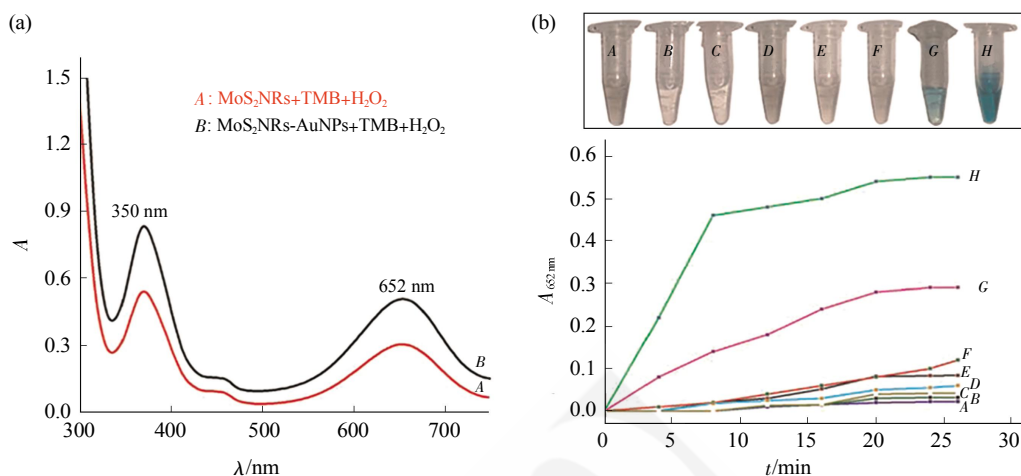 (a)
1.5
1.2
0.9
0.6
0.3
0.0
A
A: MoS₂NRs+TMB+H₂O₂
B: MoS₂NRs-AuNPs+TMB+H₂O₂
350 nm
652 nm
B
A
300 400 500 600 700
λ/nm
(b)
A B C D E F G H
0.6
0.5
0.4
0.3
0.2
0.1
0.0
A652 nm
H
G
F
E
D
C
B
A
0 5 10 15 20 25 30
t/min